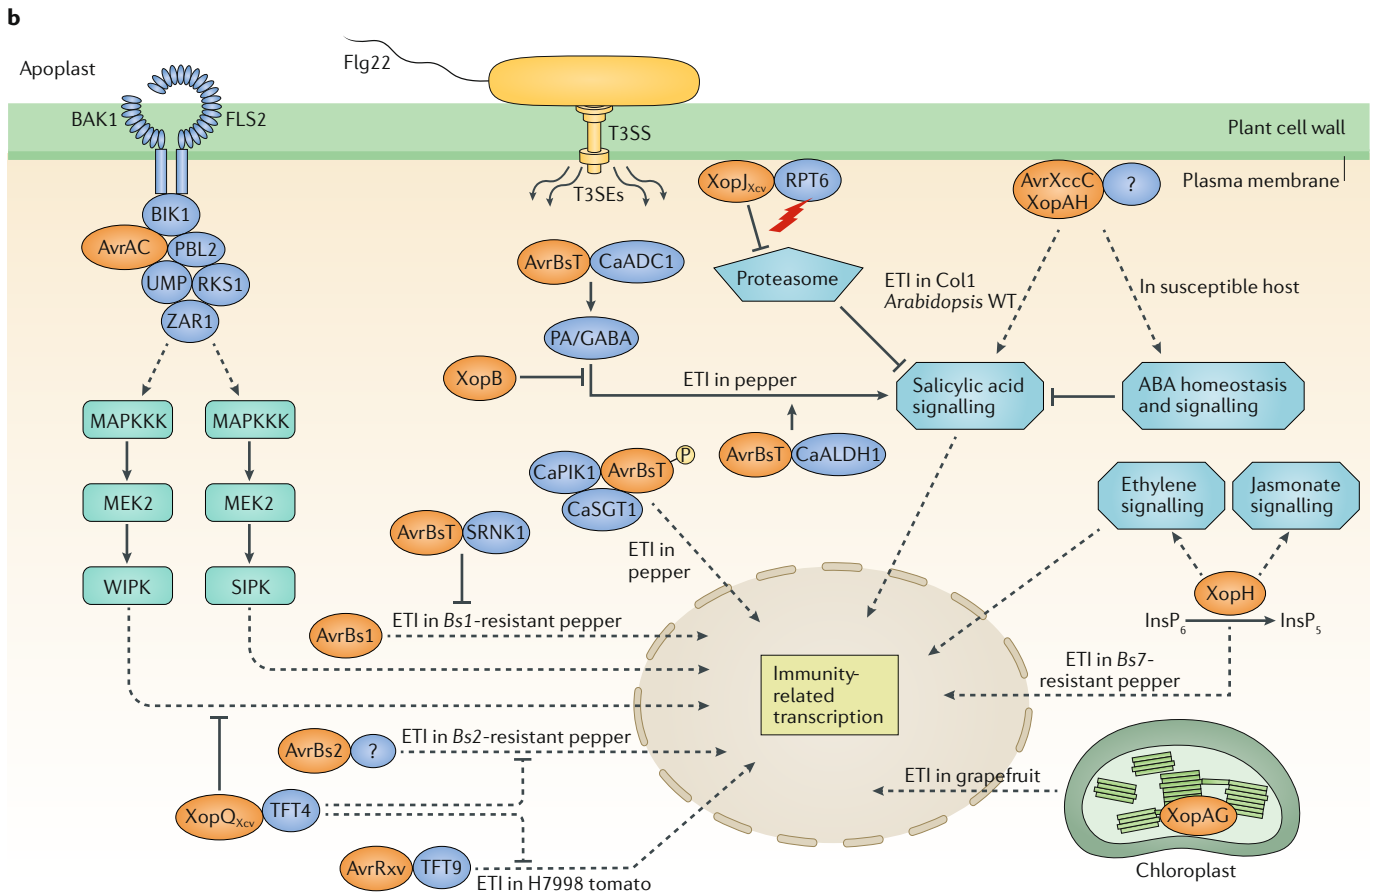 b
Apoplast
Flg22
BAK1
FLS2
T3SS
Plant cell wall
Plasma membrane
T3SEs
XopJXcv
RPT6
AvrXccC
XopAH
?
BIK1
AvrAC
PBL2
UMP
RKS1
ZAR1
AvrBsT
CaADC1
Proteasome
ETI in Col1
Arabidopsis WT
In susceptible host
PA/GABA
XopB
ETI in pepper
Salicylic acid
signalling
ABA homeostasis
and signalling
MAPKKK
MAPKKK
AvrBsT
CaALDH1
CaPIK1
AvrBsT
P
CaSGT1
MEK2
MEK2
Ethylene
signalling
Jasmonate
signalling
AvrBsT
SRNK1
ETI in
pepper
WIPK
SIPK
XopH
InsP6
InsP5
AvrBs1
ETI in Bs1-resistant pepper
ETI in Bs7-
resistant pepper
Immunity-
related
transcription
AvrBs2
?
ETI in Bs2-resistant pepper
ETI in grapefruit
XopQXcv
TFT4
XopAG
AvrRxv
TFT9
ETI in H7998 tomato
Chloroplast